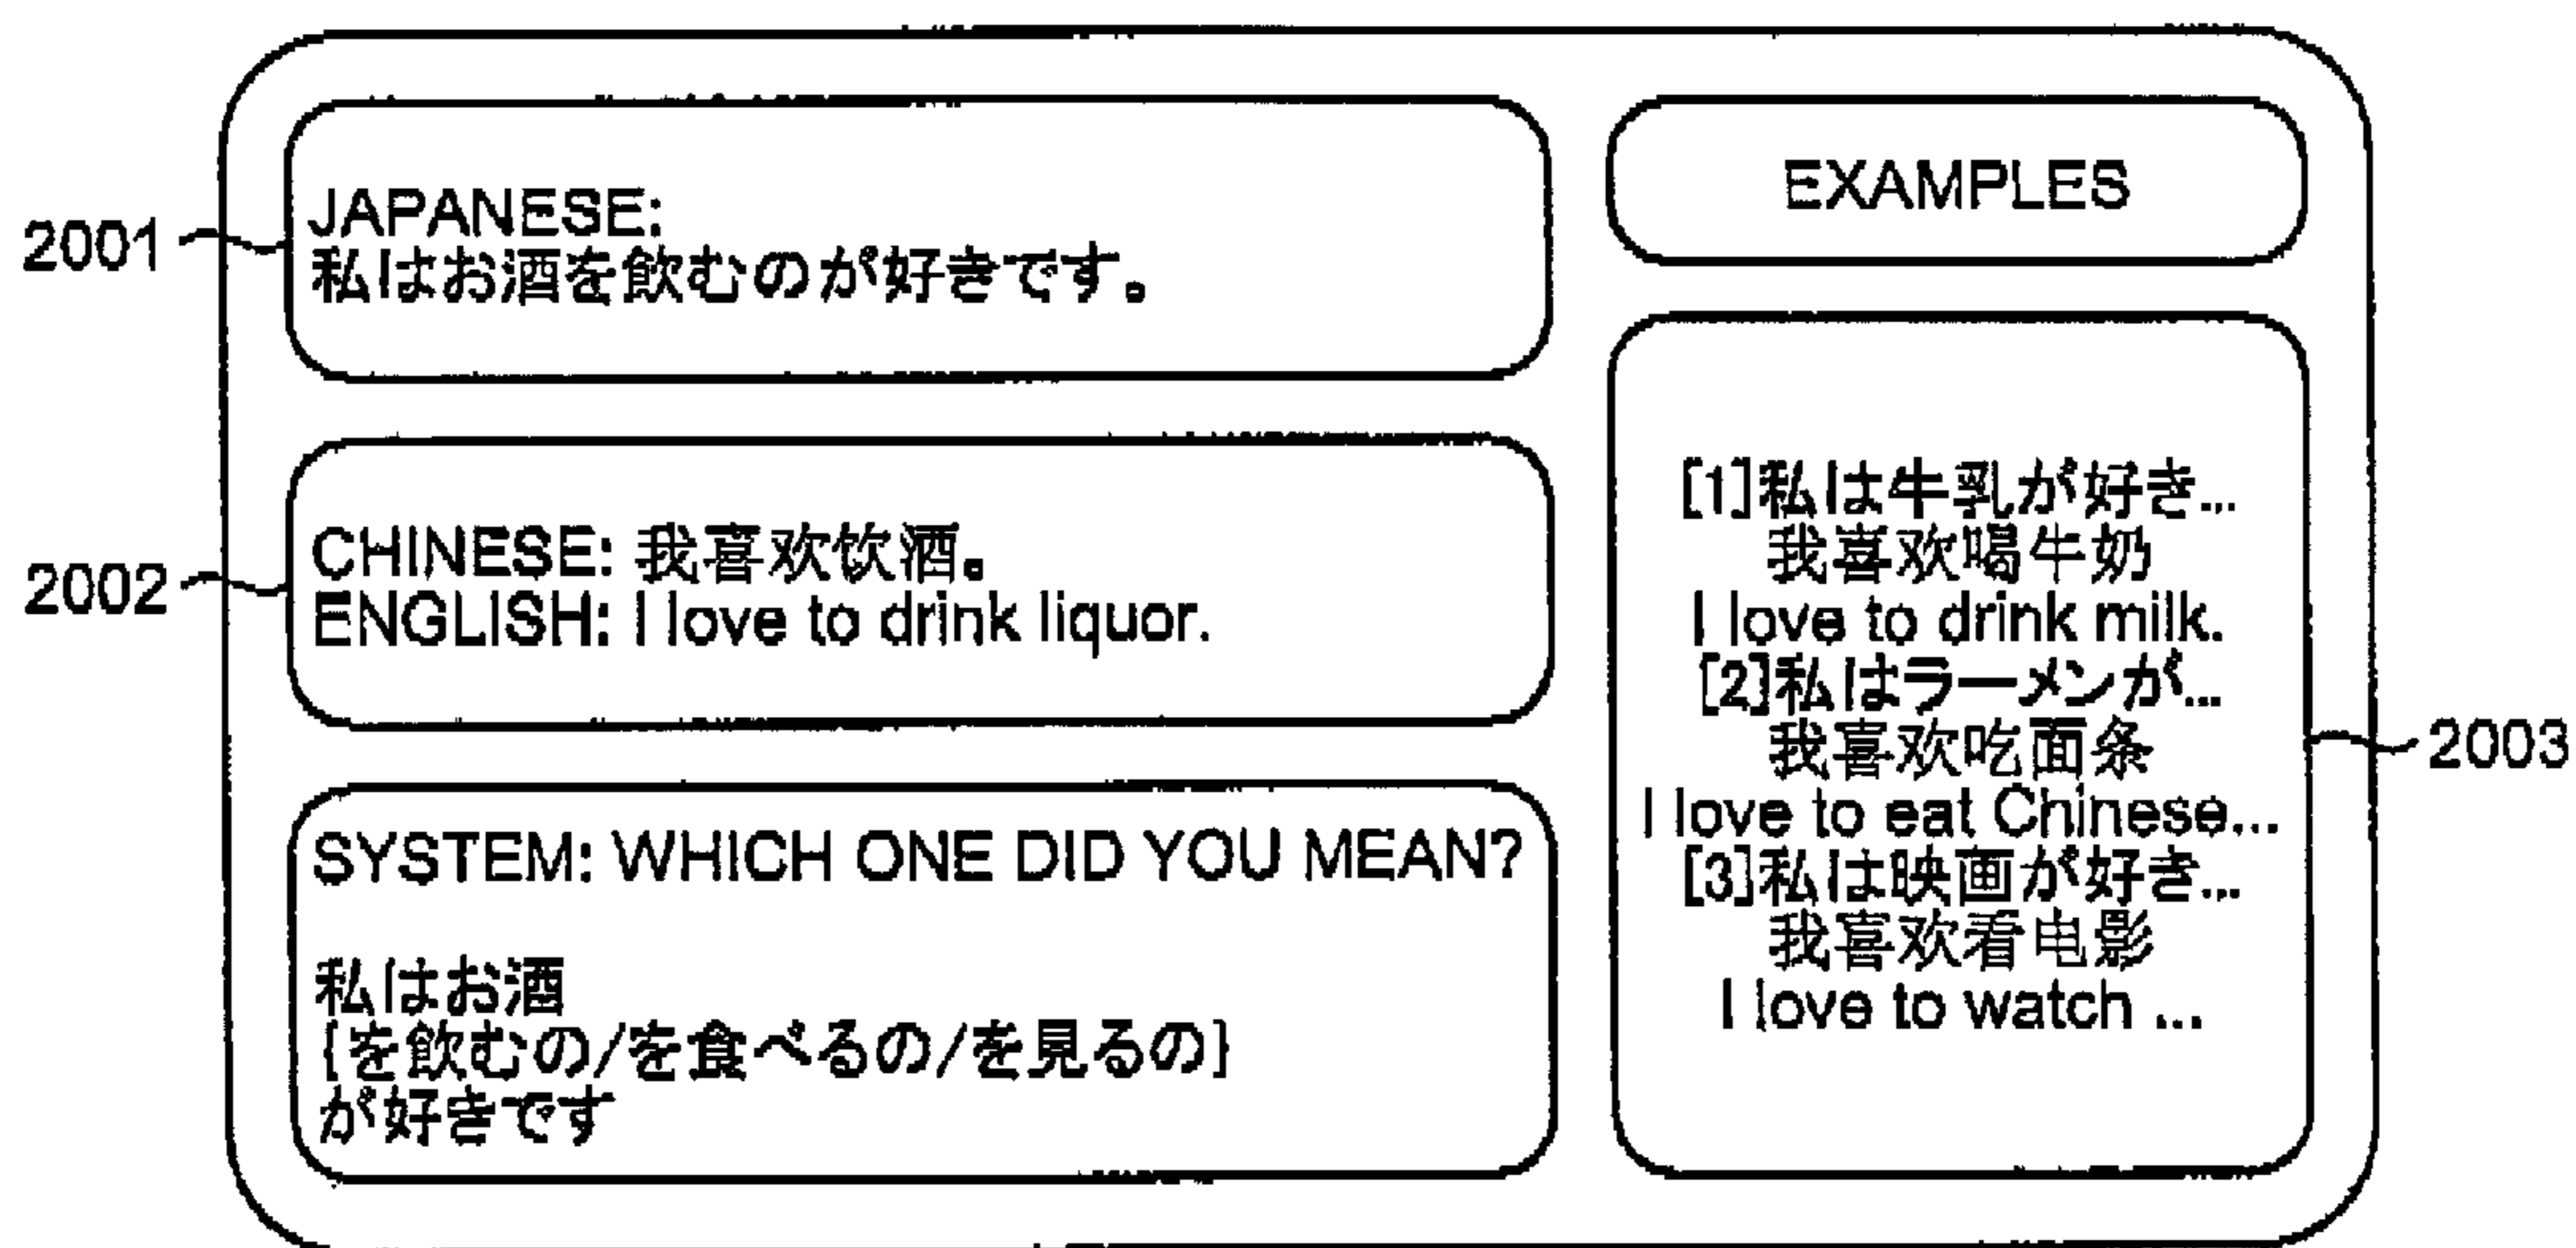 2001
JAPANESE:
私はお酒を飲むのが好きです。
2002
CHINESE: 我喜欢饮酒。
ENGLISH: I love to drink liquor.
SYSTEM: WHICH ONE DID YOU MEAN?
私はお酒
{を飲むの/を食べるの/を見るの}
が好きです
EXAMPLES
[1]私は牛乳が好き...
我喜欢喝牛奶
I love to drink milk.
[2]私はラーメンが...
我喜欢吃面条
I love to eat Chinese...
[3]私は映画が好き...
我喜欢看电影
I love to watch ...
2003